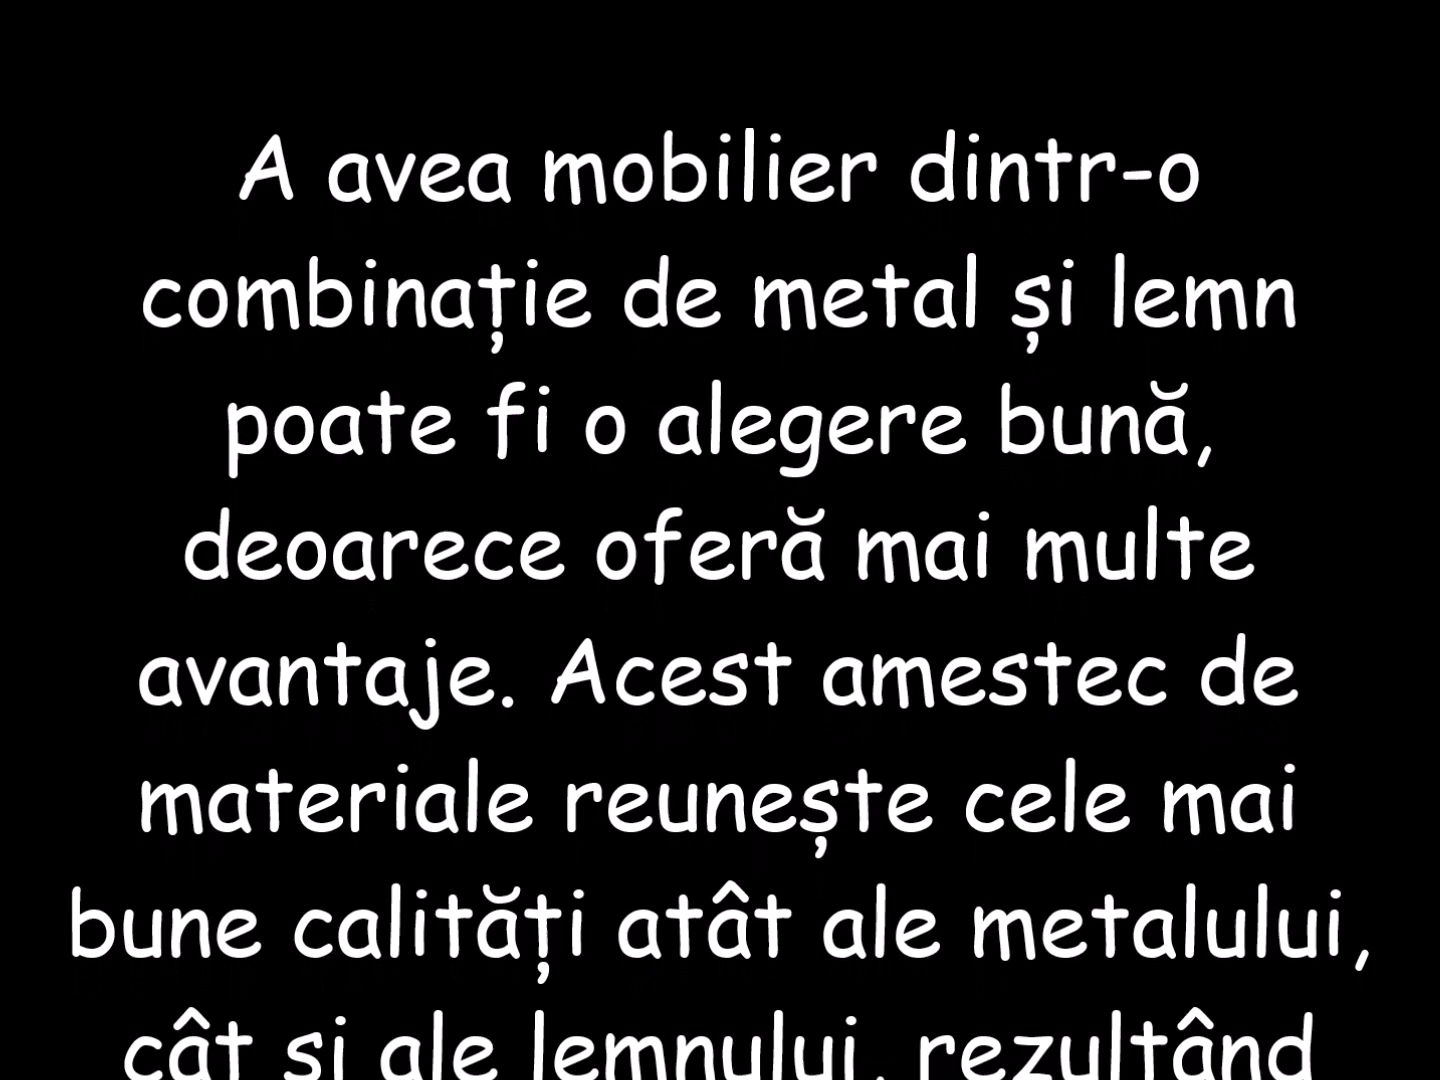 A avea mobilier dintr-o
combinație de metal și lemn
poate fi o alegere bună,
deoarece oferă mai multe
avantaje. Acest amestec de
materiale reunește cele mai
bune calități atât ale metalului,
cât și ale lemnului, rezultând